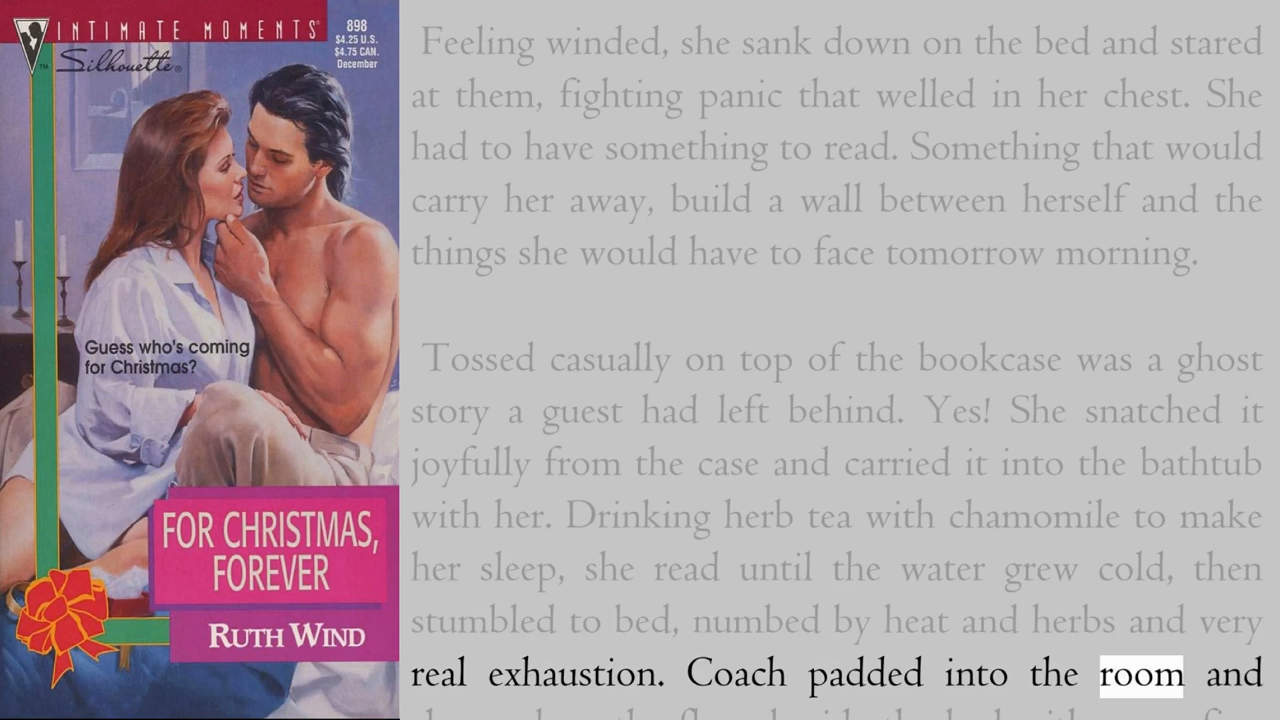 INTIMATE MOMENTS®
898
$4.25 U.S.
$4.75 CAN.
December
TM
Silhouette®
Guess who's coming
for Christmas?
FOR CHRISTMAS,
FOREVER
RUTH WIND
Feeling winded, she sank down on the bed and stared
at them, fighting panic that welled in her chest. She
had to have something to read. Something that would
carry her away, build a wall between herself and the
things she would have to face tomorrow morning.
Tossed casually on top of the bookcase was a ghost
story a guest had left behind. Yes! She snatched it
joyfully from the case and carried it into the bathtub
with her. Drinking herb tea with chamomile to make
her sleep, she read until the water grew cold, then
stumbled to bed, numbed by heat and herbs and very
real exhaustion. Coach padded into the room and